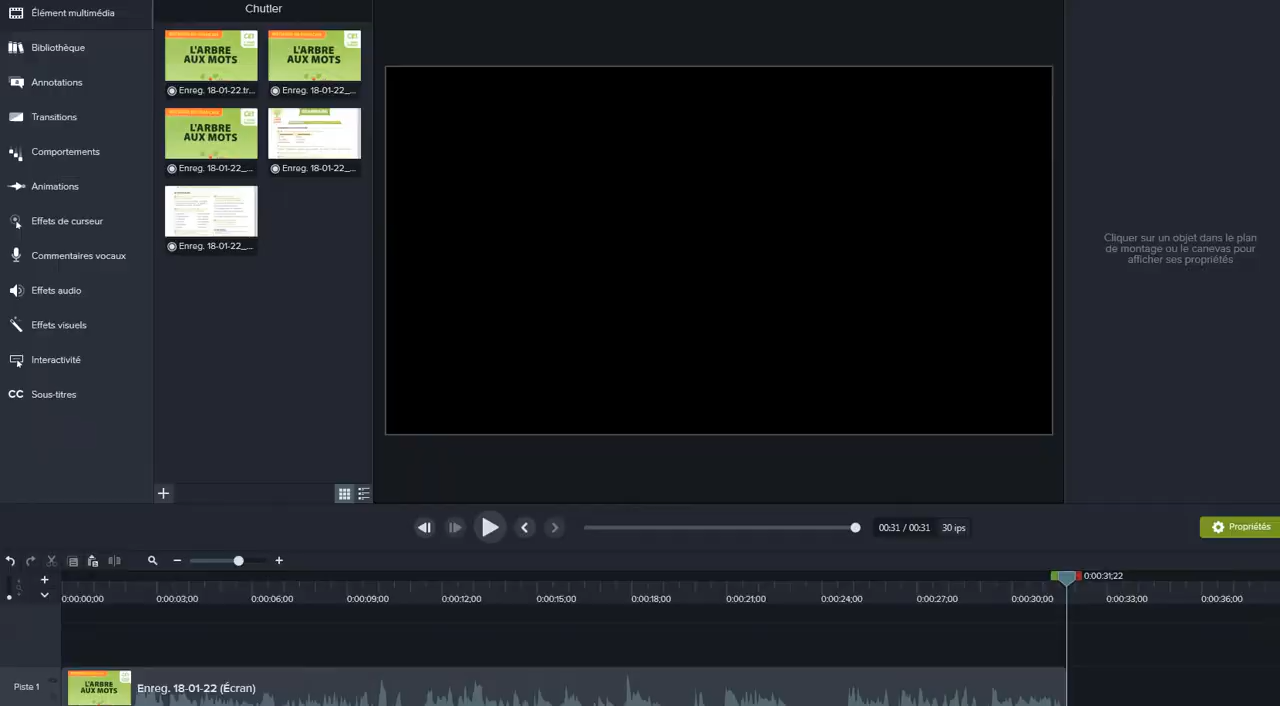 Élément multimédia
Bibliothèque
Annotations
Transitions
Comportements
Animations
Effets de curseur
Commentaires vocaux
Effets audio
Effets visuels
Interactivité
CC Sous-titres
Chutier
L'ARBRE
AUX MOTS
Enreg. 18-01-22.tr...
L'ARBRE
AUX MOTS
Enreg. 18-01-22_...
L'ARBRE
AUX MOTS
Enreg. 18-01-22_...
Enreg. 18-01-22_...
Enreg. 18-01-22_...
Cliquer sur un objet dans le plan
de montage ou le canevas pour
afficher ses propriétés
00:31 / 00:31
30 ips
Propriétés
0:00:31;22
0:00:00;00
0:00:03;00
0:00:06;00
0:00:09;00
0:00:12;00
0:00:15;00
0:00:18;00
0:00:21;00
0:00:24;00
0:00:27;00
0:00:30;00
0:00:33;00
0:00:36;00
Piste 1
L'ARBRE
AUX MOTS
Enreg. 18-01-22 (Écran)